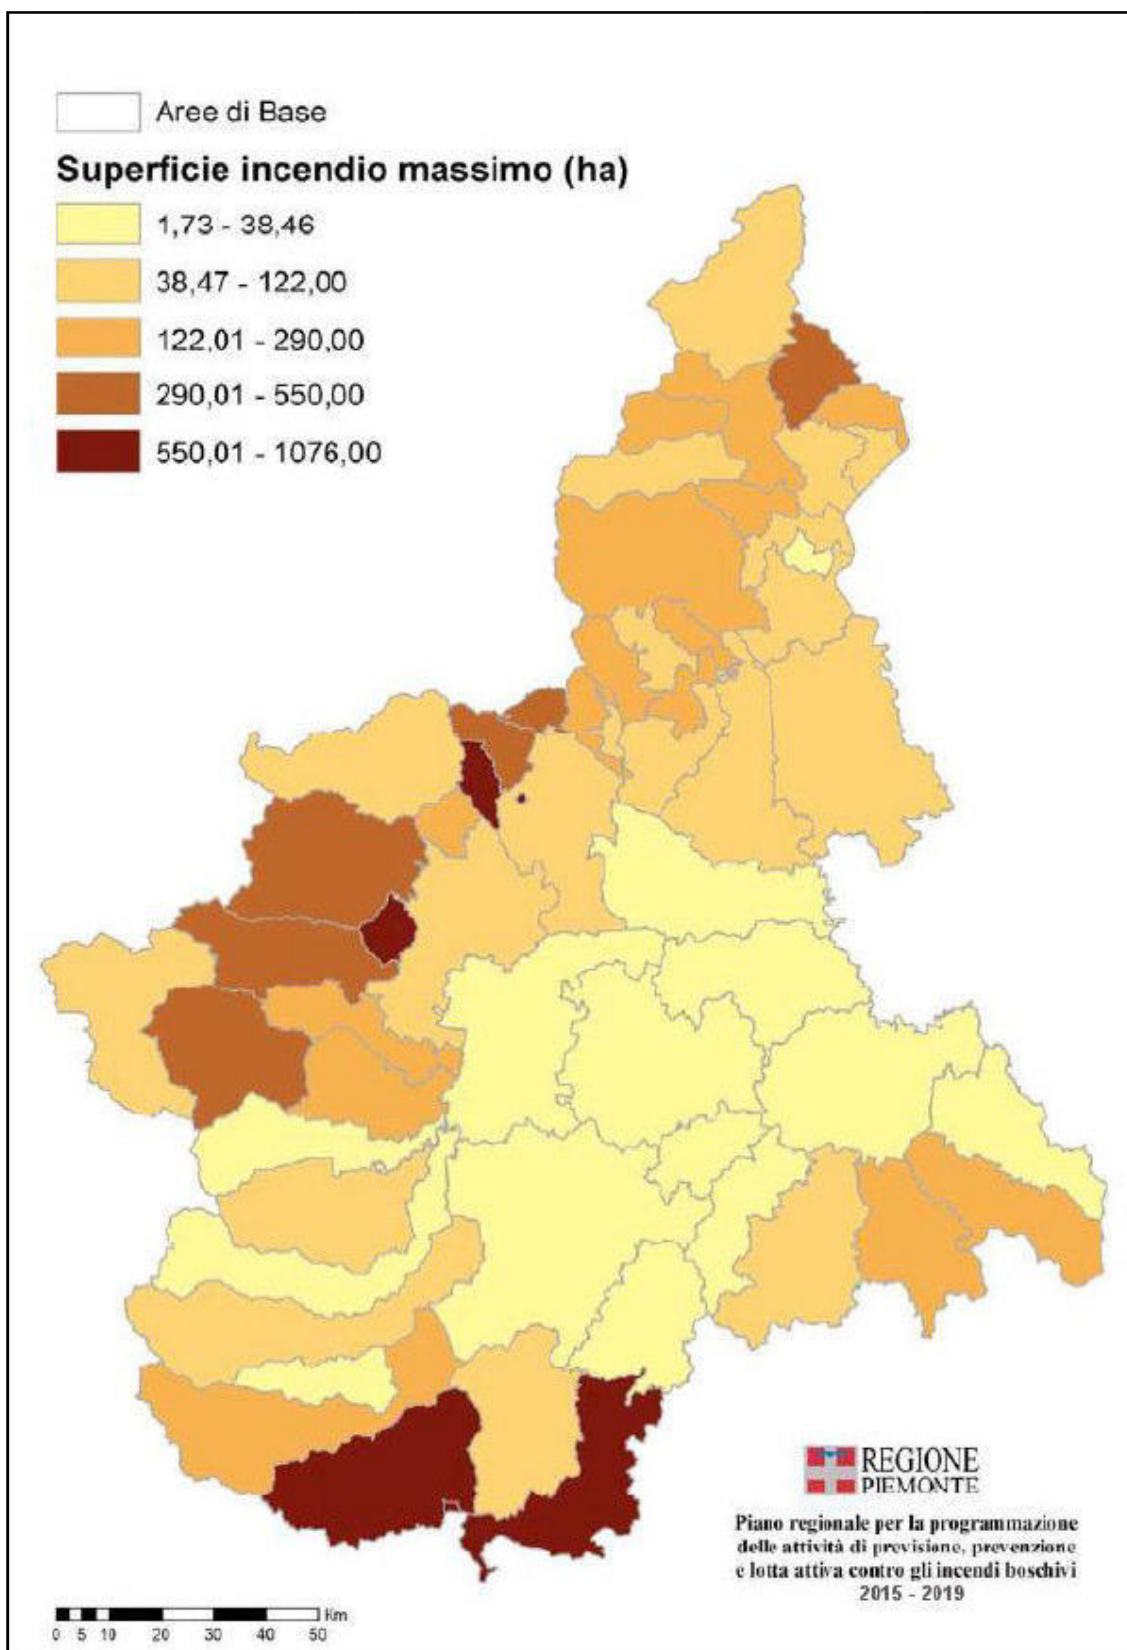 Aree di Base
Superficie incendio massimo (ha)
1,73 - 38,46
38,47 - 122,00
122,01 - 290,00
290,01 - 550,00
550,01 - 1076,00
REGIONE
PIEMONTE
Piano regionale per la programmazione
delle attività di previsione, prevenzione
e lotta attiva contro gli incendi boschivi
2015 - 2019
Km
0 5 10 20 30 40 50